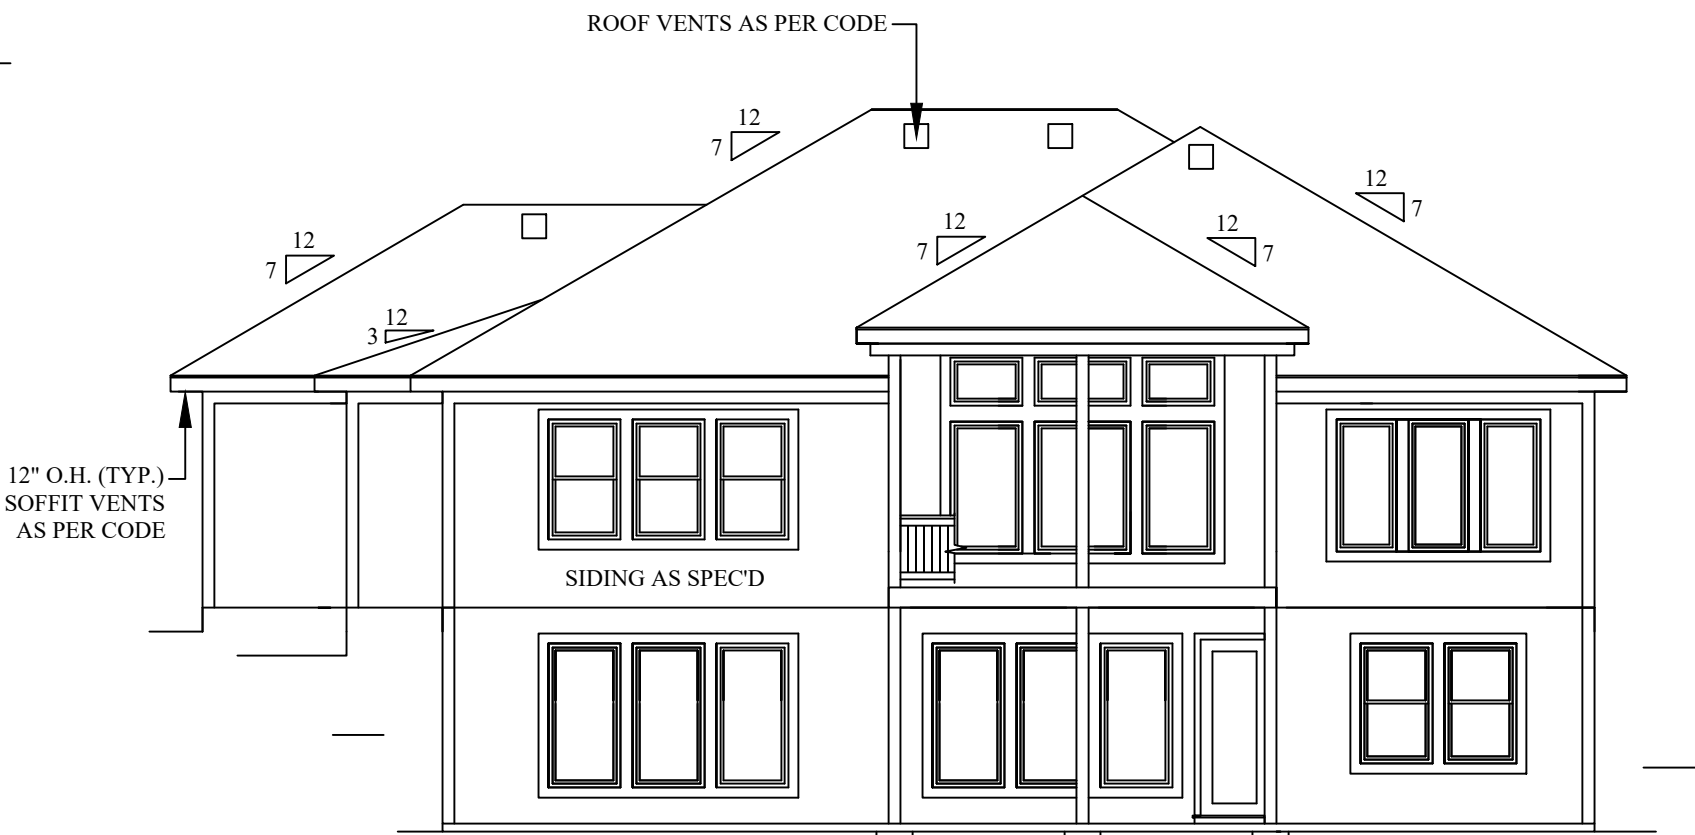 ROOF VENTS AS PER CODE
12
7
12
7
12
7
12
7
12
7
12
3
12" O.H. (TYP.)
SOFFIT VENTS
AS PER CODE
SIDING AS SPEC'D